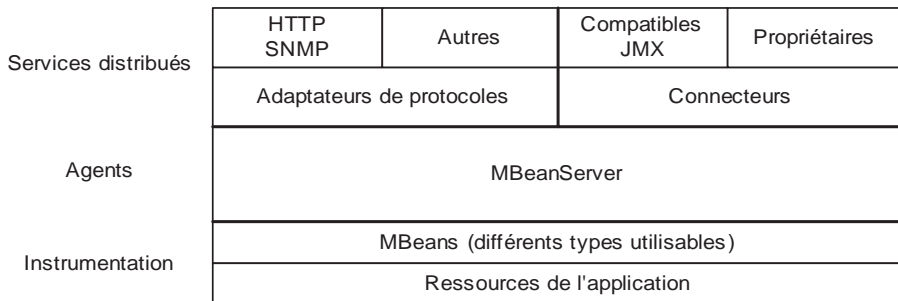 Services distribués
HTTP
SNMP
Autres
Compatibles
JMX
Propriétaires
Adaptateurs de protocoles
Connecteurs
Agents
MBeanServer
Instrumentation
MBeans (différents types utilisables)
Ressources de l'application